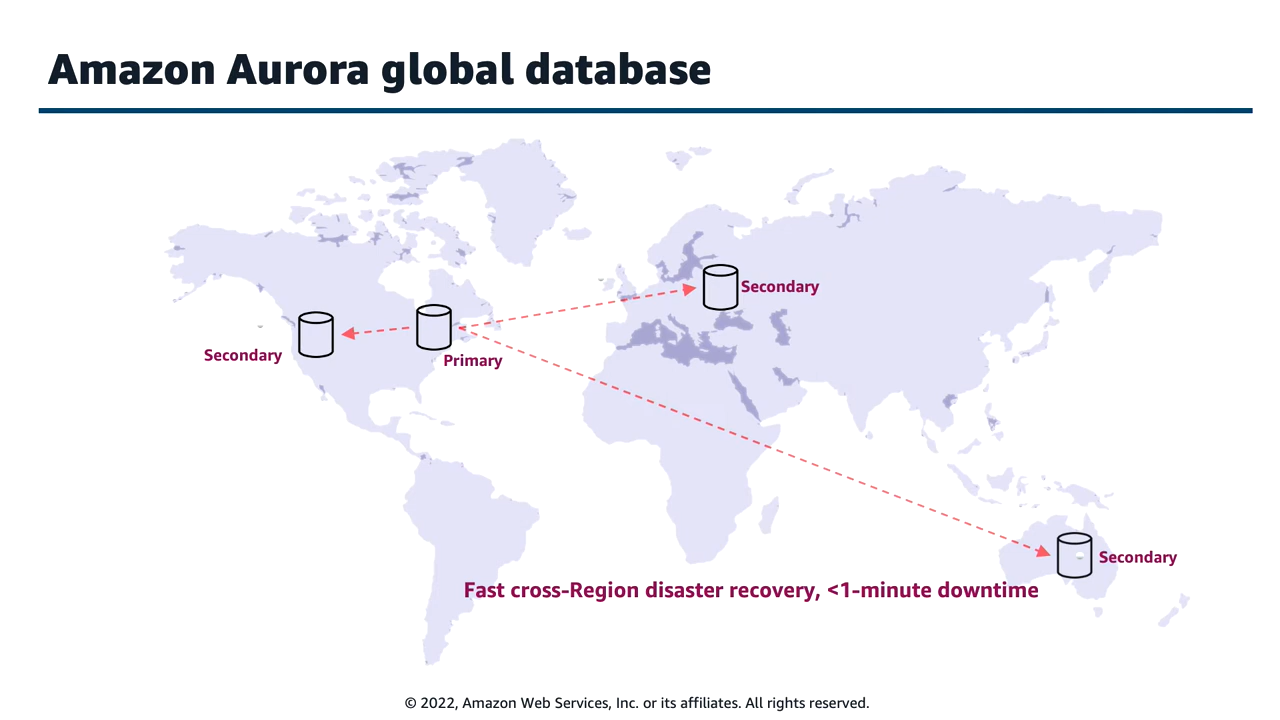 Amazon Aurora global database
Secondary
Secondary
Primary
Secondary
Fast cross-Region disaster recovery, <1-minute downtime
© 2022, Amazon Web Services, Inc. or its affiliates. All rights reserved.